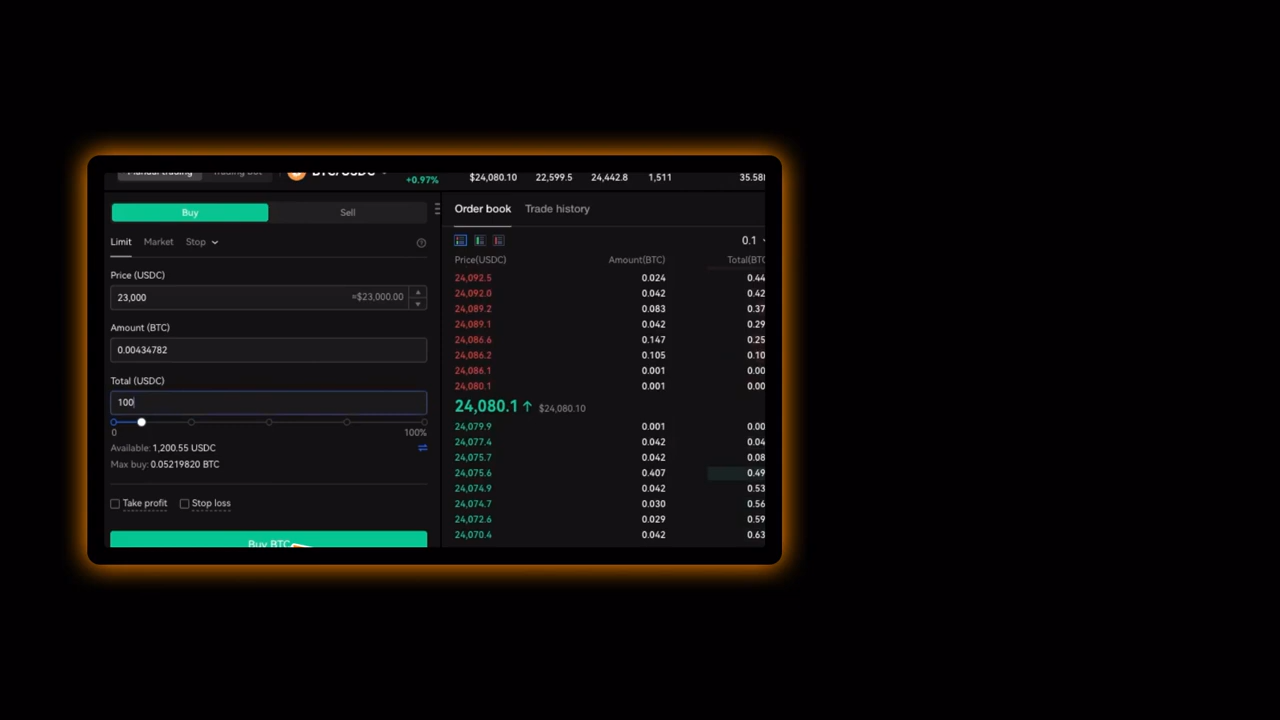 Manual trading Trading bot BTC/USDC +0.97% $24,080.10 22,599.5 24,442.8 1,511
Buy Sell
Limit Market Stop
Price (USDC)
23,000 ≈$23,000.00
Amount (BTC)
0.00434782
Total (USDC)
100
0 100%
Available: 1,200.55 USDC
Max buy: 0.05219820 BTC
Take profit Stop loss
Buy BTC
Order book Trade history
0.1
Price(USDC) Amount(BTC) Total(BTC
24,092.5 0.024 0.44
24,092.0 0.042 0.42
24,089.2 0.083 0.37
24,089.1 0.042 0.29
24,086.6 0.147 0.25
24,086.2 0.105 0.10
24,086.1 0.001 0.00
24,080.1 0.001 0.00
24,080.1↑ $24,080.10
24,079.9 0.001 0.00
24,077.4 0.042 0.04
24,075.7 0.042 0.08
24,075.6 0.407 0.49
24,074.9 0.042 0.53
24,074.7 0.030 0.56
24,072.6 0.029 0.59
24,070.4 0.042 0.63